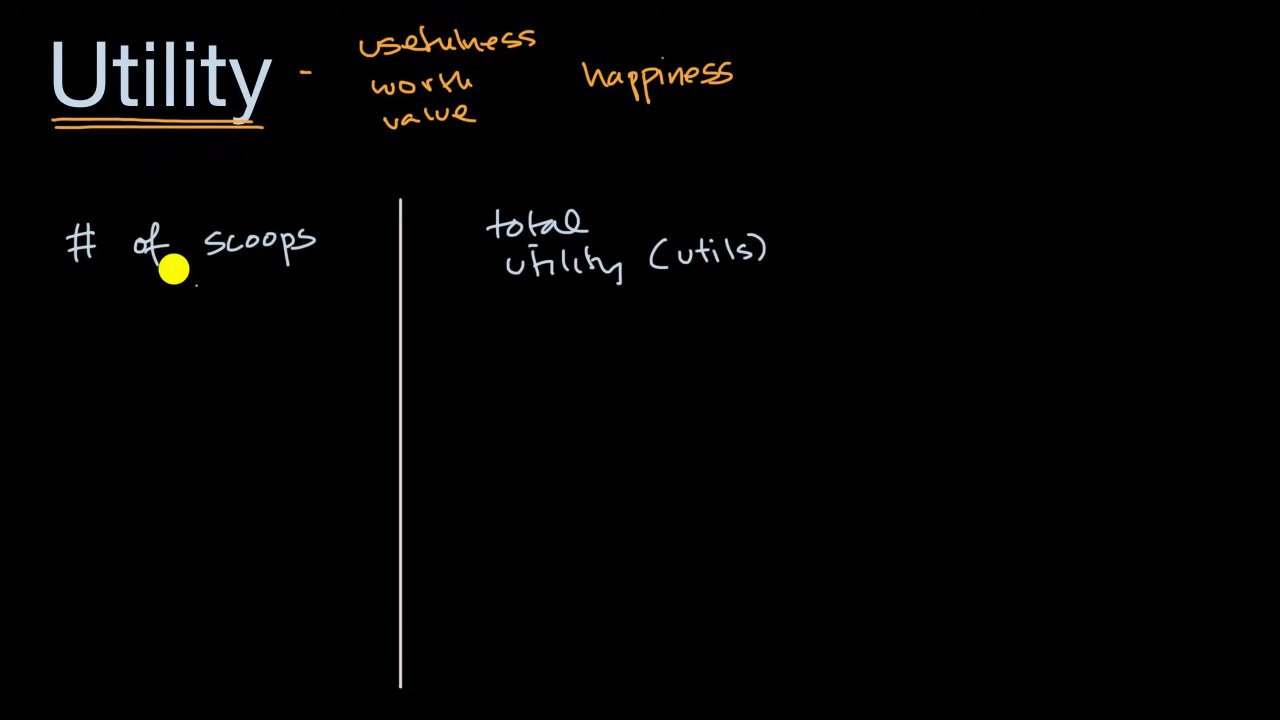 Utility - usefulness
worth
value
happiness
# of scoops
total
utility (utils)